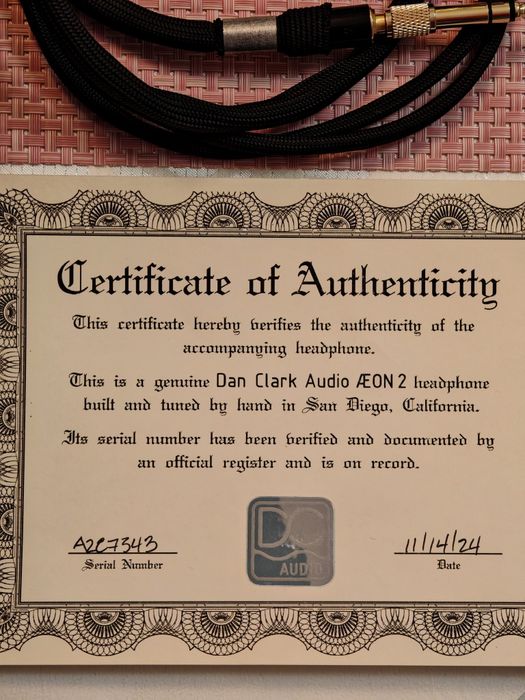 Certificate of Authenticity
This certificate hereby verifies the authenticity of the
accompanying headphone.
This is a genuine Dan Clark Audio ÆON 2 headphone
built and tuned by hand in San Diego, California.
Its serial number has been verified and documented by
an official register and is on record.
A2C7343
Serial Number
DC
AUDIO
11/14/24
Date